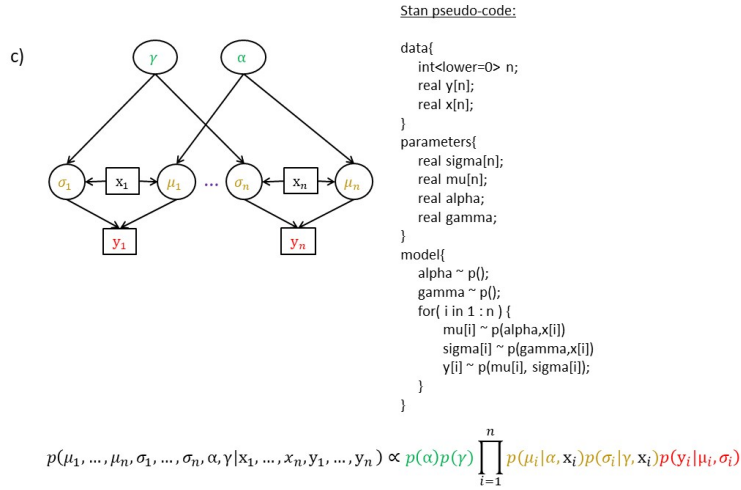 Stan pseudo-code:
c)
γ α
σ₁ x₁ μ₁ ... σₙ xₙ μₙ
y₁ yₙ
data{
int<lower=0> n;
real y[n];
real x[n];
}
parameters{
real sigma[n];
real mu[n];
real alpha;
real gamma;
}
model{
alpha ~ p();
gamma ~ p();
for( i in 1 : n ) {
mu[i] ~ p(alpha,x[i])
sigma[i] ~ p(gamma,x[i])
y[i] ~ p(mu[i], sigma[i]);
}
}
p(μ₁, … , μₙ, σ₁, … , σₙ, α, γ|x₁, … , xₙ, y₁, … , yₙ ) ∝ p(α)p(γ) ∏ᵢ₌₁ⁿ p(μᵢ|α, xᵢ)p(σᵢ|γ, xᵢ)p(yᵢ|μᵢ, σᵢ)